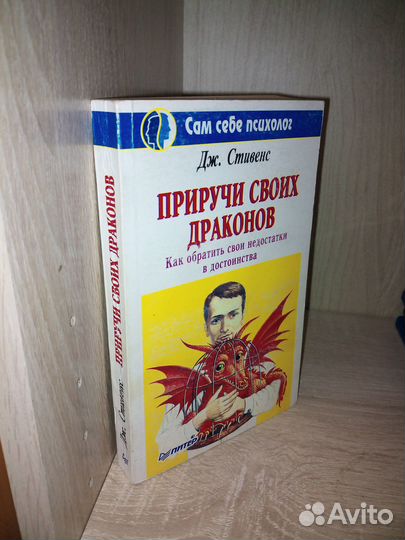 Сам себе психолог
Дж. Стивенс
ПРИРУЧИ СВОИХ
ДРАКОНОВ
Как обратить свои недостатки
в достоинства
ПИТЕР
Дж. Стивенс ПРИРУЧИ СВОИХ ДРАКОНОВ
Avito